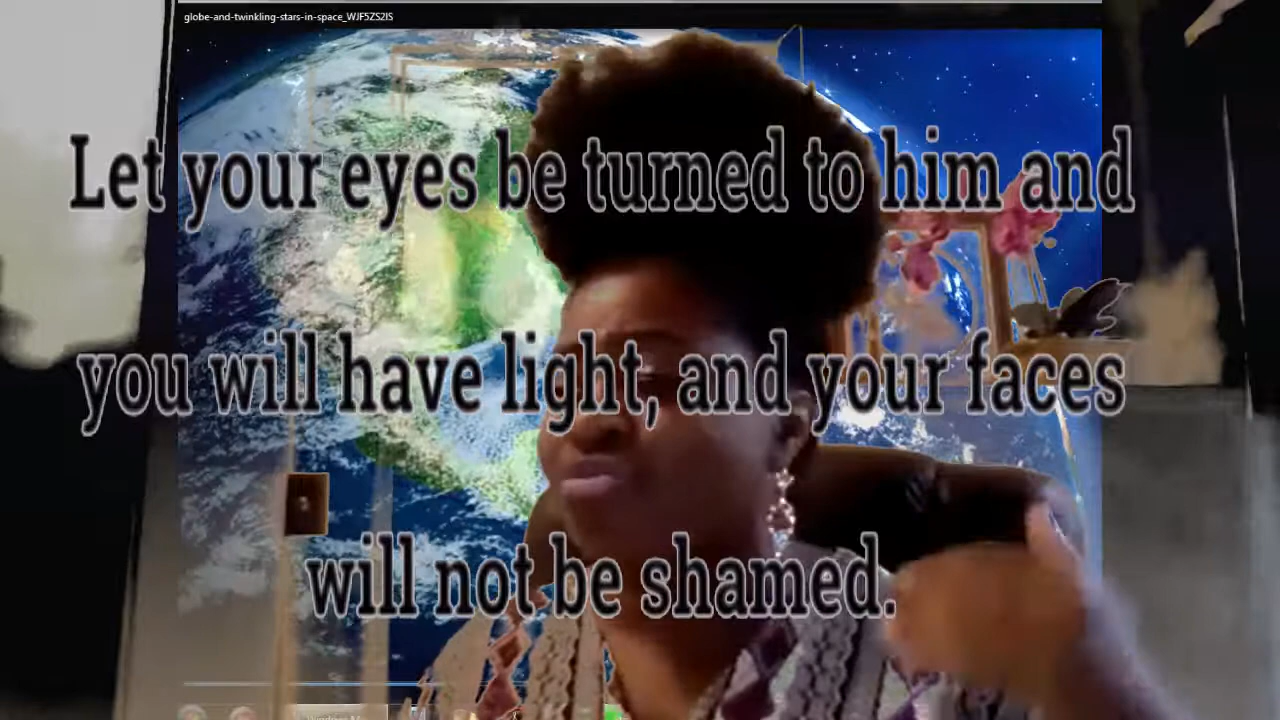 globe-and-twinkling-stars-in-space_WJF5ZS2IS
Let your eyes be turned to him and
you will have light, and your faces
will not be shamed.